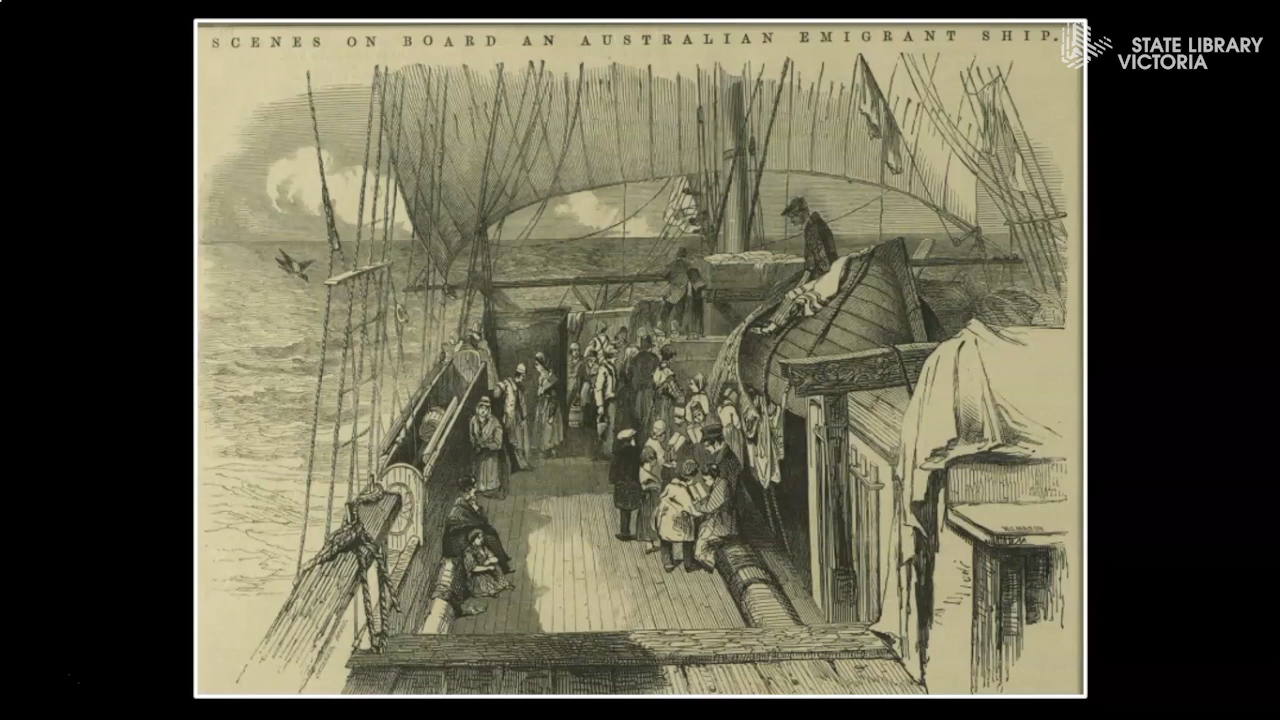 SCENES ON BOARD AN AUSTRALIAN EMIGRANT SHIP.
STATE LIBRARY
VICTORIA